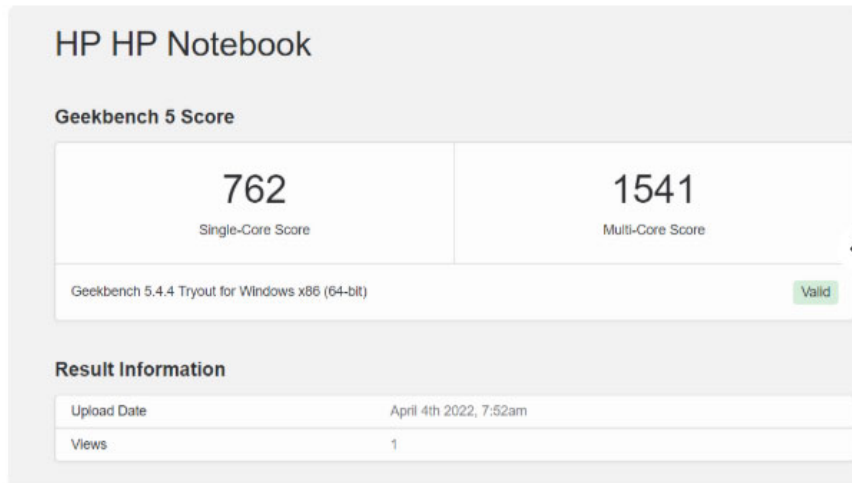 HP HP Notebook
Geekbench 5 Score
762
1541
Single-Core Score
Multi-Core Score
Geekbench 5.4.4 Tryout for Windows x86 (64-bit)
Valid
Result Information
Upload Date
April 4th 2022, 7:52am
Views
1